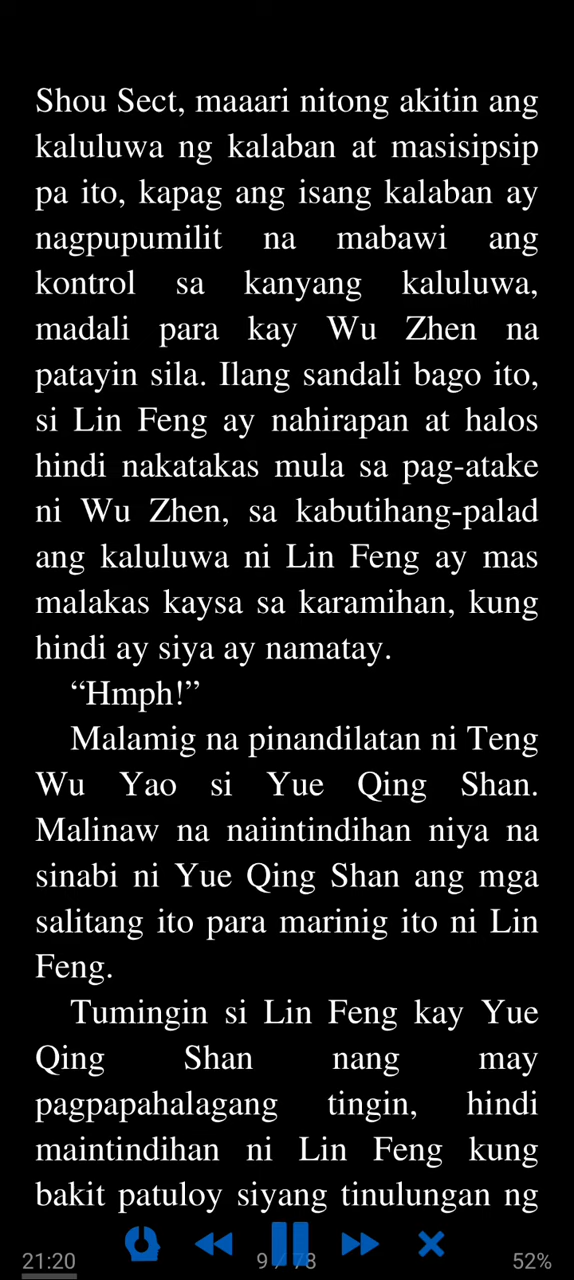 Shou Sect, maaari nitong akitin ang
kaluluwa ng kalaban at masisipsip
pa ito, kapag ang isang kalaban ay
nagpupumilit na mabawi ang
kontrol sa kanyang kaluluwa,
madali para kay Wu Zhen na
patayin sila. Ilang sandali bago ito,
si Lin Feng ay nahirapan at halos
hindi nakatakas mula sa pag-atake
ni Wu Zhen, sa kabutihang-palad
ang kaluluwa ni Lin Feng ay mas
malakas kaysa sa karamihan, kung
hindi ay siya ay namatay.
“Hmph!”
Malamig na pinandilatan ni Teng
Wu Yao si Yue Qing Shan.
Malinaw na naiintindihan niya na
sinabi ni Yue Qing Shan ang mga
salitang ito para marinig ito ni Lin
Feng.
Tumingin si Lin Feng kay Yue
Qing Shan nang may
pagpapahalagang tingin, hindi
maintindihan ni Lin Feng kung
bakit patuloy siyang tinulungan ng
21:20 9 / 78 52%